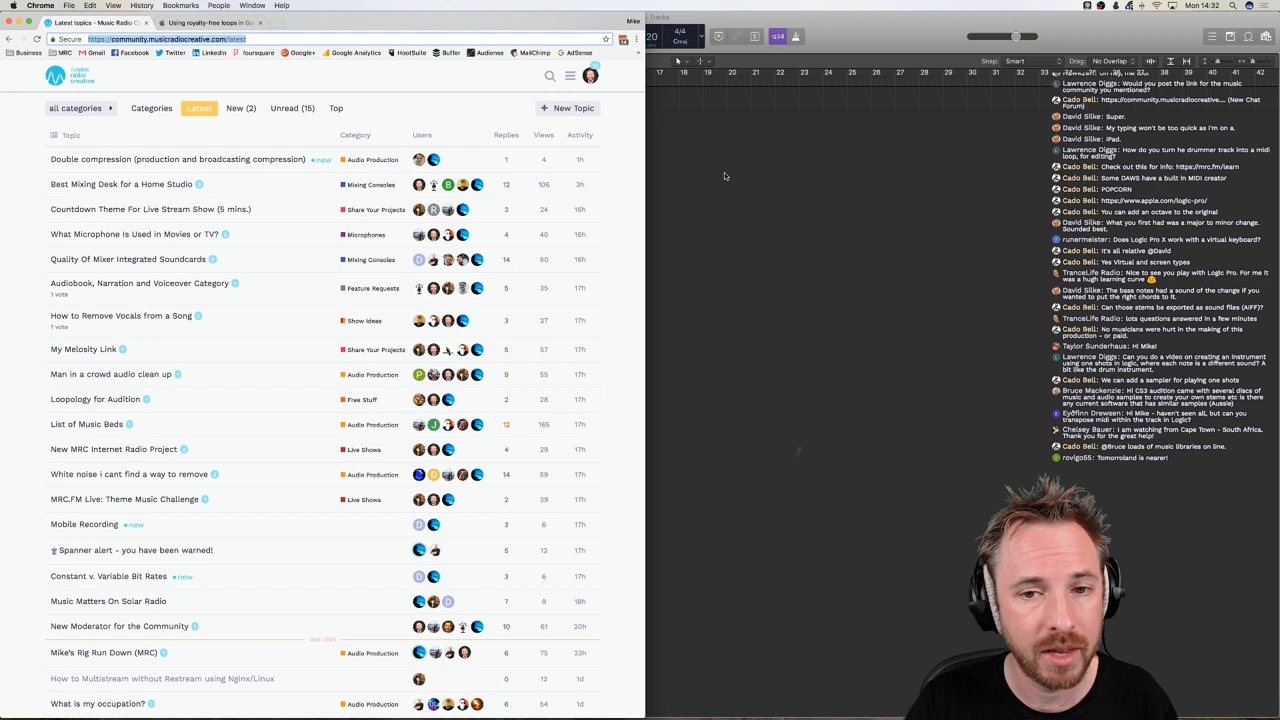 Chrome File Edit View History Bookmarks People Window Help
Mon 14:32
Latest topics - Music Radio C
Using royalty-free loops in Ga
Mike
Tracks
Secure https://community.musicradiocreative.com/latest
Business MRC Gmail Facebook Twitter LinkedIn foursquare Google Analytics HootSuite Buffer Audiense MailChimp AdSense
20 4/4 Cmaj 1234
Snap: Smart Drag: No Overlap
17 18 19 20 21 22 23 24 25 26 27 28 29 30 31 32 33 34 35 36 37 38 39 40 41 42
music radio creative
all categories Categories Latest New (2) Unread (15) Top + New Topic
Topic Category Users Replies Views Activity
Double compression (production and broadcasting compression) new Audio Production 1 4 1h
Best Mixing Desk for a Home Studio Mixing Consoles 12 106 3h
Countdown Theme For Live Stream Show (5 mins.) Share Your Projects 3 24 16h
What Microphone Is Used in Movies or TV? Microphones 4 40 16h
Quality Of Mixer Integrated Soundcards Mixing Consoles 14 90 16h
Audiobook, Narration and Voiceover Category Feature Requests 5 35 17h
1 vote
How to Remove Vocals from a Song Show Ideas 3 27 17h
1 vote
My Melosity Link Share Your Projects 5 57 17h
Man in a crowd audio clean up Audio Production 9 55 17h
Loopology for Audition Free Stuff 2 28 17h
List of Music Beds Audio Production 12 165 17h
New MRC Internet Radio Project Live Shows 4 29 17h
White noise i cant find a way to remove Audio Production 14 59 17h
MRC.FM Live: Theme Music Challenge Live Shows 2 39 17h
Mobile Recording new 3 6 17h
Spanner alert - you have been warned! 5 12 17h
Constant v. Variable Bit Rates new 3 6 17h
Music Matters On Solar Radio 7 9 18h
New Moderator for the Community 10 61 20h
last visit
Mike's Rig Run Down (MRC) Audio Production 6 75 23h
How to Multistream without Restream using Nginx/Linux 0 13 1d
What is my occupation? Audio Production 6 54 1d
Lawrence Diggs: Would you post the link for the music
community you mentioned?
Cado Bell: https://community.musicradiocreative.... (New Chat
Forum)
David Silke: Super.
David Silke: My typing won't be too quick as I'm on a.
David Silke: iPad.
Lawrence Diggs: How do you turn he drummer track into a midi
loop, for editing?
Cado Bell: Check out this for info: https://mrc.fm/learn
Cado Bell: Some DAWS have a built in MIDI creator
Cado Bell: POPCORN
Cado Bell: https://www.apple.com/logic-pro/
Cado Bell: You can add an octave to the original
David Silke: What you first had was a major to minor change.
Sounded best.
runermeister: Does Logic Pro X work with a virtual keyboard?
Cado Bell: It's all relative @David
Cado Bell: Yes Virtual and screen types
TranceLife Radio: Nice to see you play with Logic Pro. For me it
was a hugh learning curve
David Silke: The bass notes had a sound of the change if you
wanted to put the right chords to it.
Cado Bell: Can those stems be exported as sound files (AIFF)?
TranceLife Radio: lots questions answered in a few minutes
Cado Bell: No musicians were hurt in the making of this
production - or paid.
Taylor Sunderhaus: Hi Mike!
Lawrence Diggs: Can you do a video on creating an instrument
using one shots in logic, where each note is a different sound? A
bit like the drum instrument.
Cado Bell: We can add a sampler for playing one shots
Bruce Mackenzie: Hi CS3 audition came with several discs of
music and audio samples to create your own stems etc is there
any current software that has similar samples (Aussie)
Eyðfinn Drewsen: Hi Mike - haven't seen all, but can you
transpose midi within the track in Logic?
Chelsey Bauer: I am watching from Cape Town - South Africa.
Thank you for the great help!
Cado Bell: @Bruce loads of music libraries on line.
rovigo55: Tomorroland is nearer!